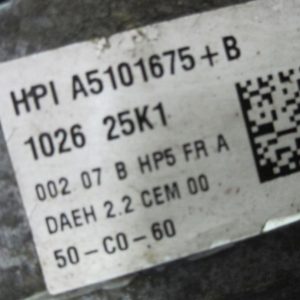 HPI A5101675+B
1026 25K1
002 07 B HP5 FR A
DAEH 2.2 CEM 00
50-C0-60